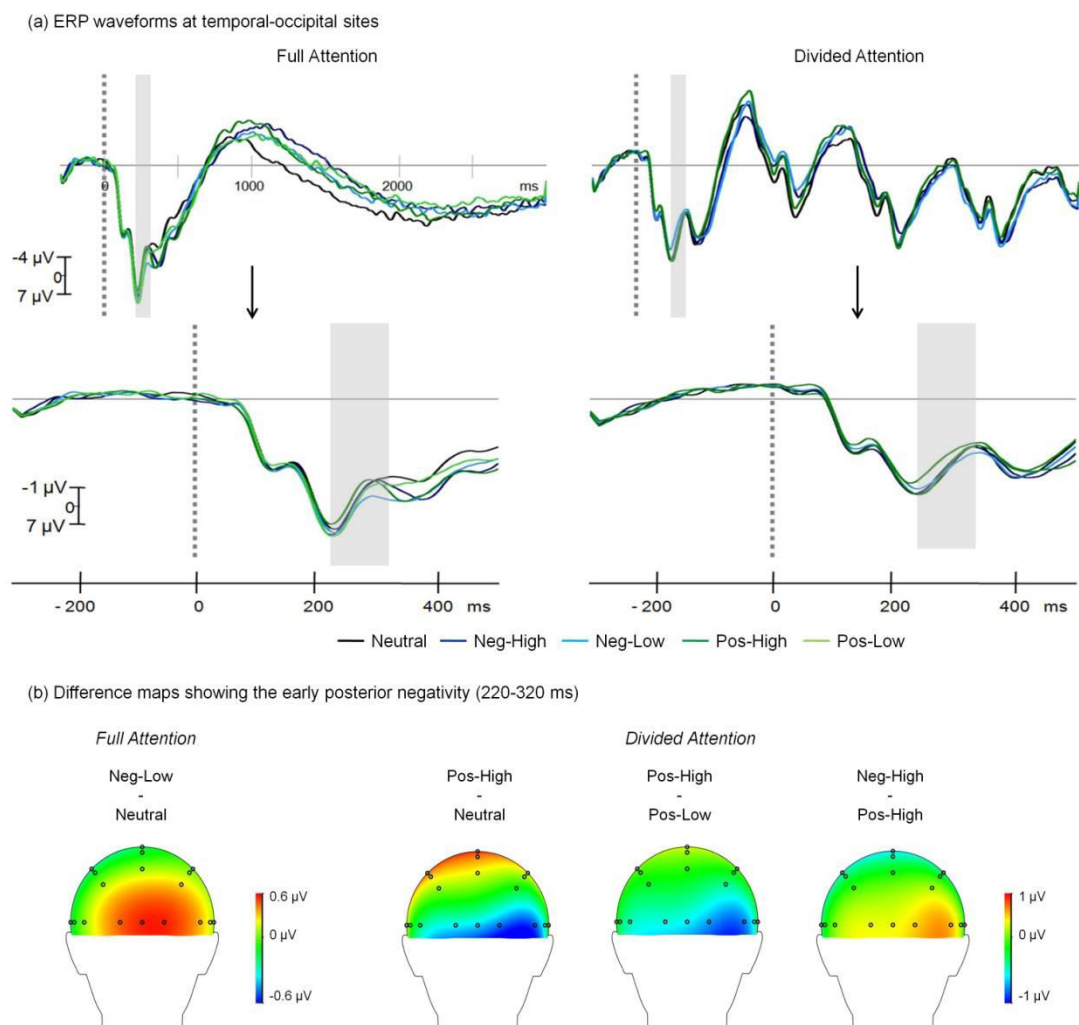 (a) ERP waveforms at temporal-occipital sites
Full Attention
Divided Attention
0 1000 2000 ms
-4 µV
0
7 µV
-1 µV
0
7 µV
-200 0 200 400 ms
-200 0 200 400 ms
Neutral Neg-High Neg-Low Pos-High Pos-Low
(b) Difference maps showing the early posterior negativity (220-320 ms)
Full Attention
Neg-Low
-
Neutral
0.6 µV
0 µV
-0.6 µV
Divided Attention
Pos-High
-
Neutral
Pos-High
-
Pos-Low
Neg-High
-
Pos-High
1 µV
0 µV
-1 µV